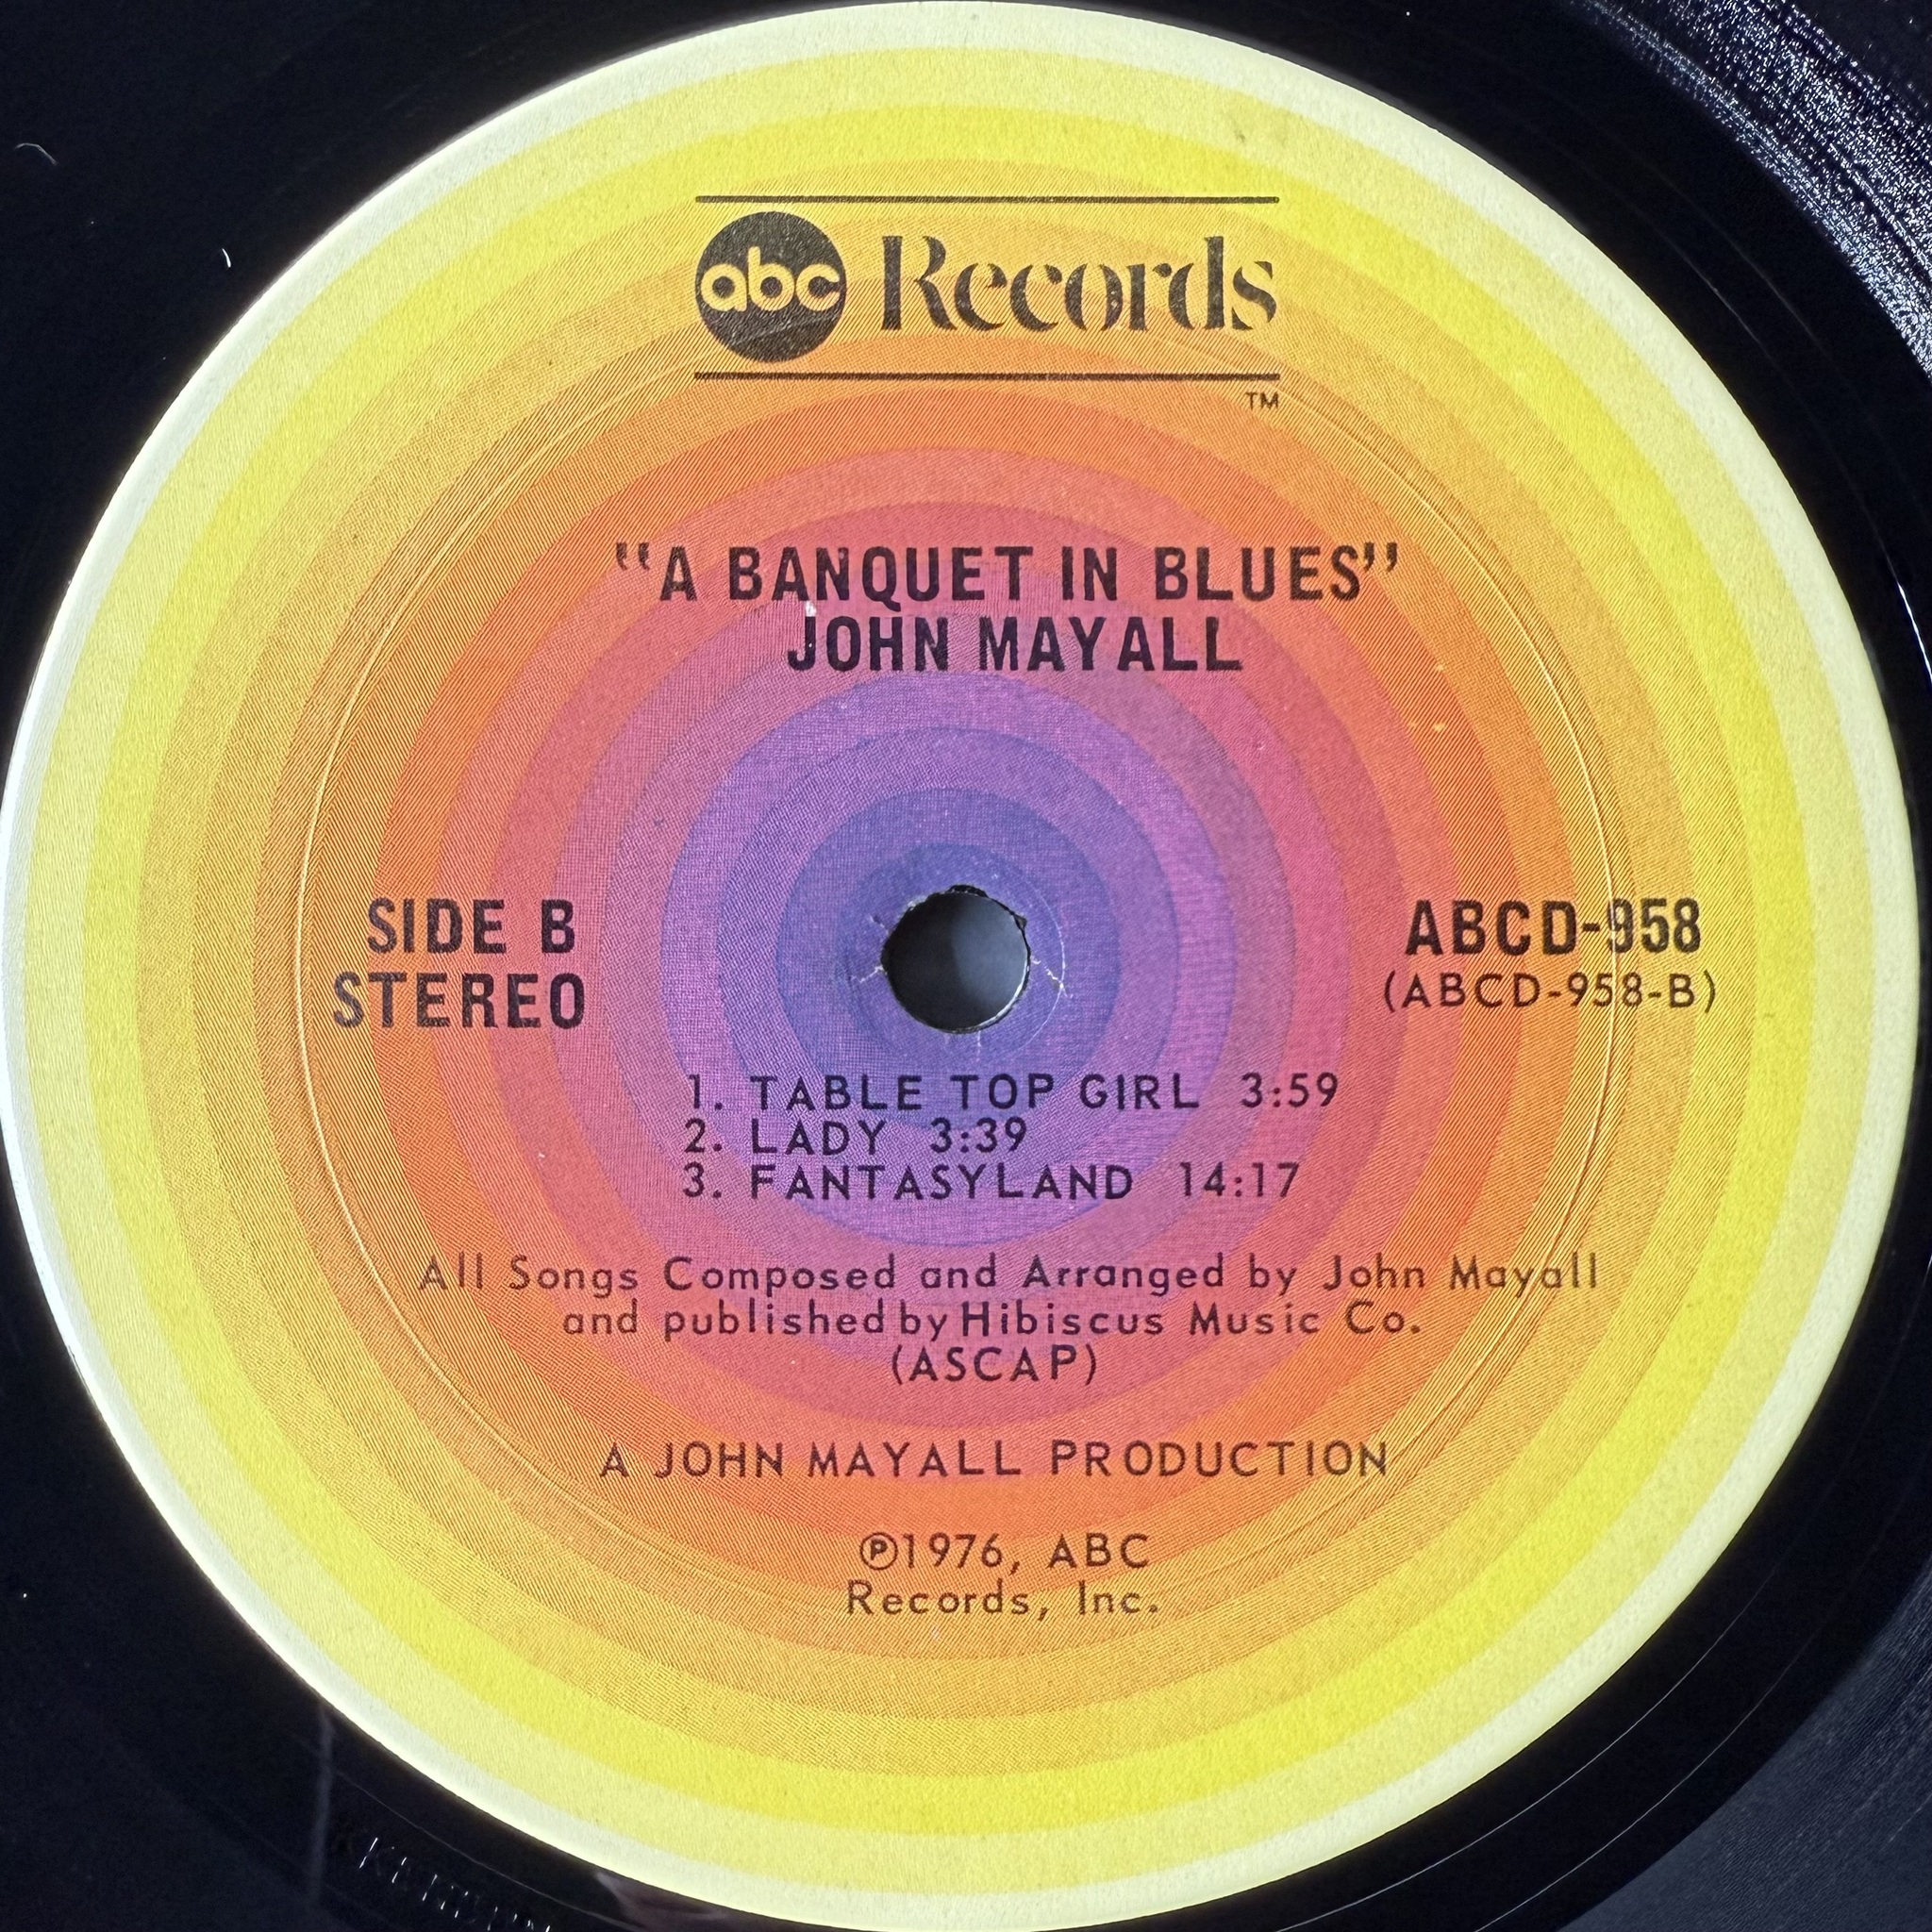 abc Records
TM
"A BANQUET IN BLUES"
JOHN MAYALL
SIDE B
STEREO
ABCD-958
(ABCD-958-B)
1. TABLE TOP GIRL 3:59
2. LADY 3:39
3. FANTASYLAND 14:17
All Songs Composed and Arranged by John Mayall
and published by Hibiscus Music Co.
(ASCAP)
A JOHN MAYALL PRODUCTION
Ⓟ1976, ABC
Records, Inc.